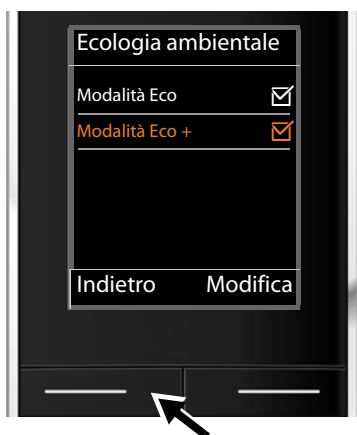 Ecologia ambientale
Modalità Eco
Modalità Eco +
Indietro Modifica